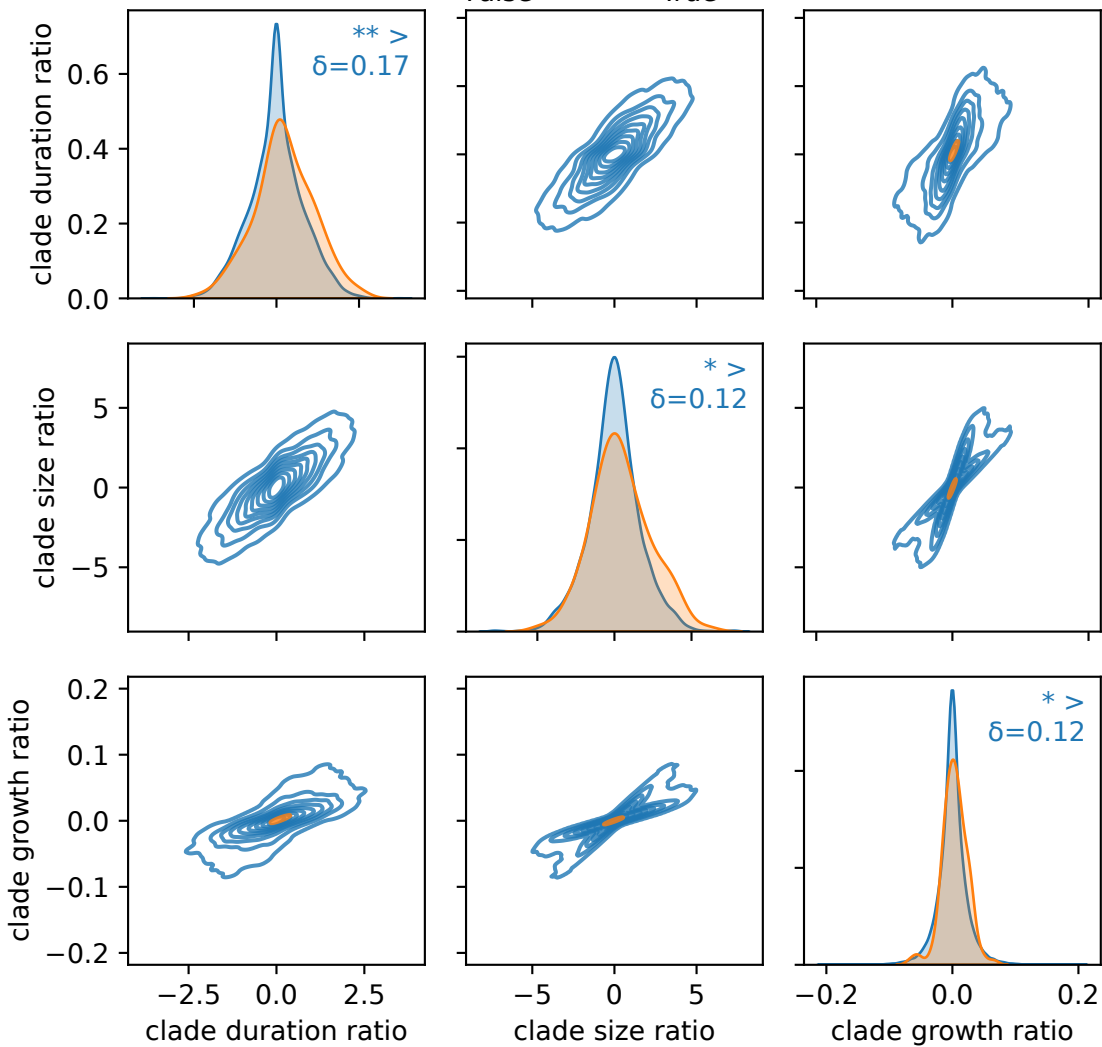 clade duration ratio
0.6
0.4
0.2
0.0
** >
δ=0.17
clade size ratio
5
0
−5
* >
δ=0.12
clade growth ratio
0.2
0.1
0.0
−0.1
−0.2
* >
δ=0.12
−2.5 0.0 2.5
−5 0 5
−0.2 0.0 0.2
clade duration ratio
clade size ratio
clade growth ratio